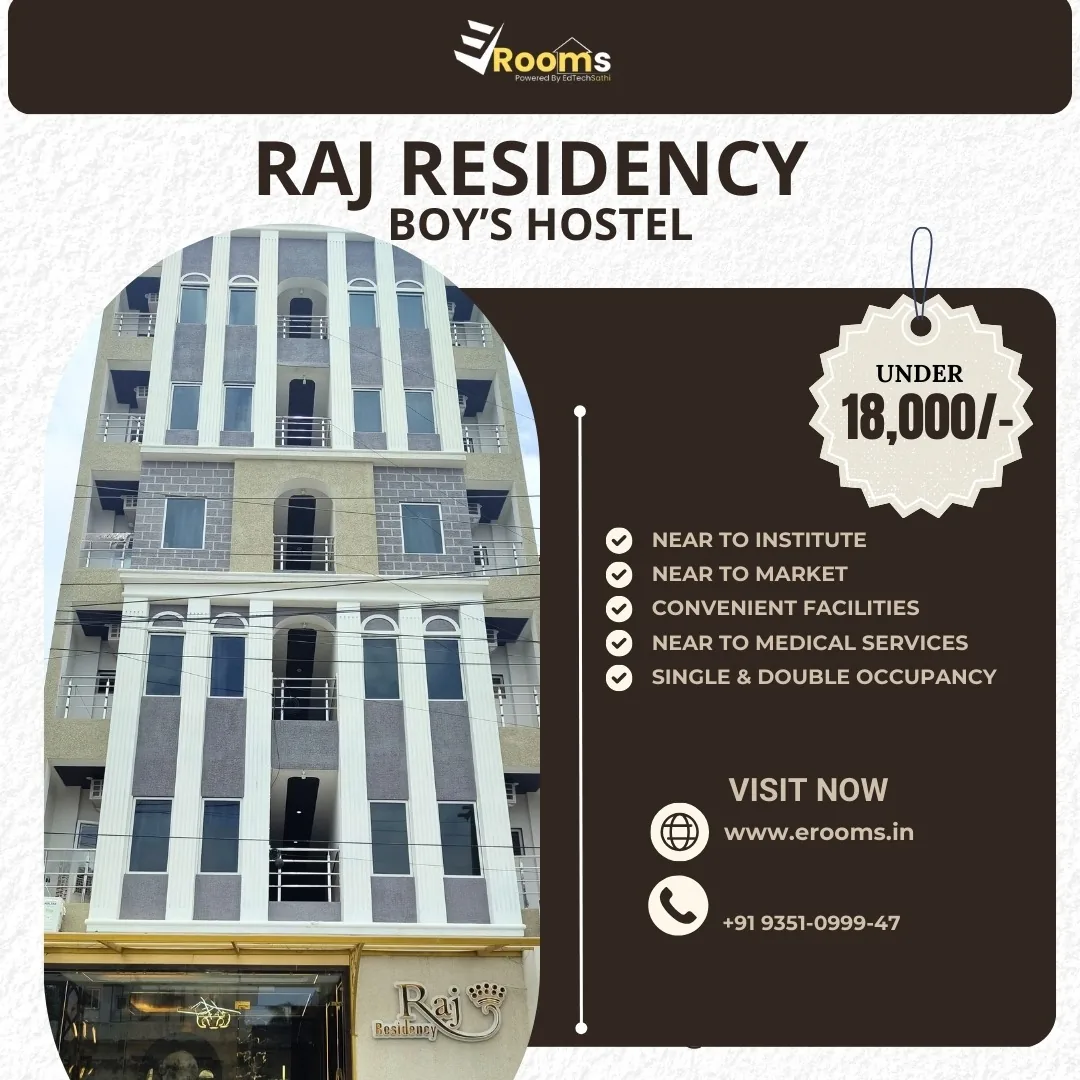 Rooms
Powered By EdTechSathi
RAJ RESIDENCY
BOY’S HOSTEL
UNDER
18,000/-
NEAR TO INSTITUTE
NEAR TO MARKET
CONVENIENT FACILITIES
NEAR TO MEDICAL SERVICES
SINGLE & DOUBLE OCCUPANCY
VISIT NOW
www.erooms.in
+91 9351-0999-47
Raj
Residency